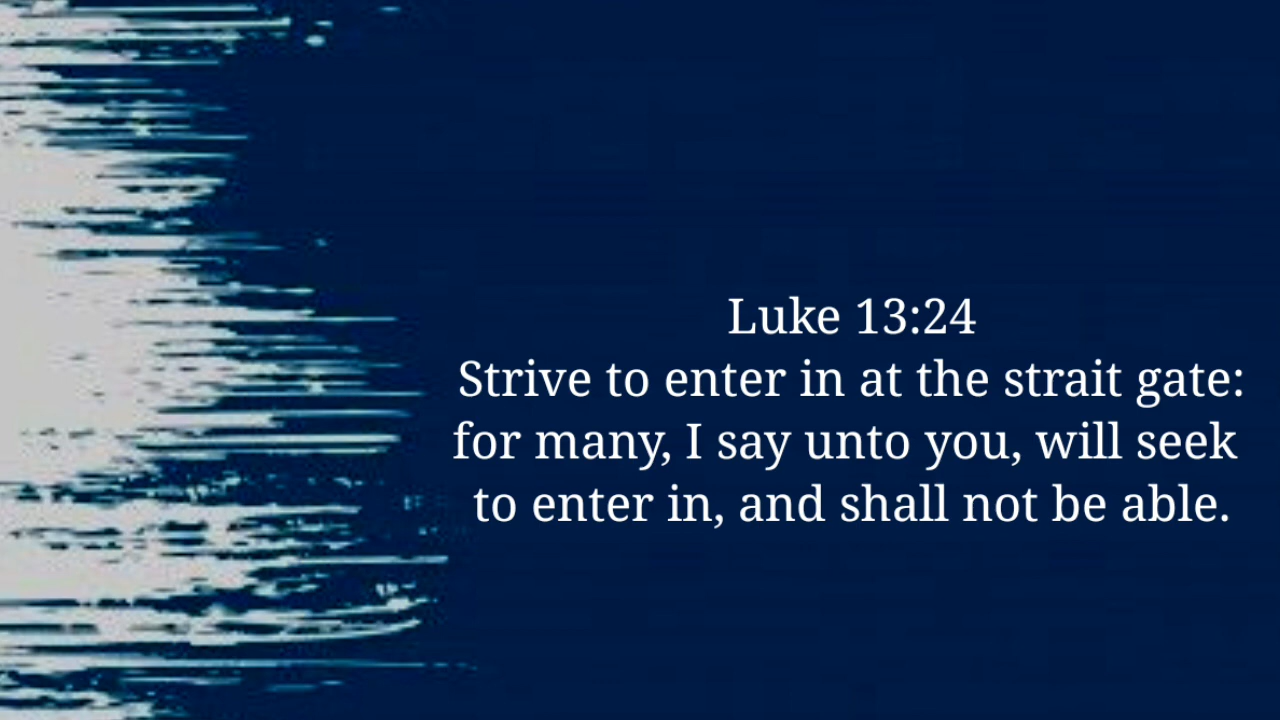 Luke 13:24
Strive to enter in at the strait gate:
for many, I say unto you, will seek
to enter in, and shall not be able.